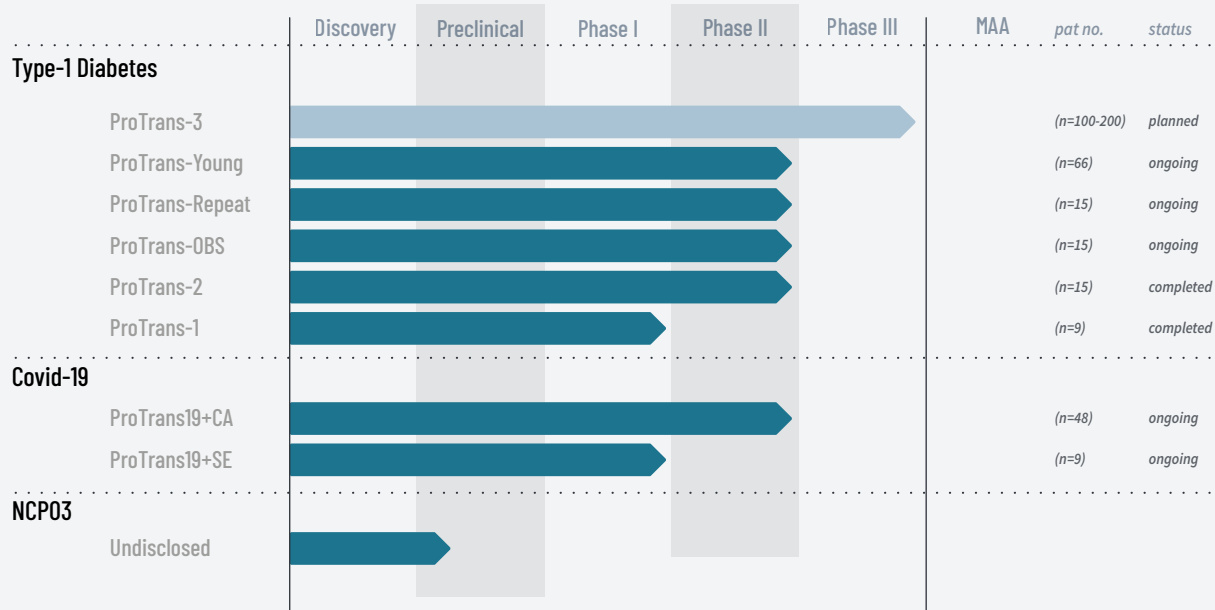 Discovery Preclinical Phase I Phase II Phase III MAA pat no. status
Type-1 Diabetes
ProTrans-3 (n=100-200) planned
ProTrans-Young (n=66) ongoing
ProTrans-Repeat (n=15) ongoing
ProTrans-OBS (n=15) ongoing
ProTrans-2 (n=15) completed
ProTrans-1 (n=9) completed
Covid-19
ProTrans19+CA (n=48) ongoing
ProTrans19+SE (n=9) ongoing
NCP03
Undisclosed